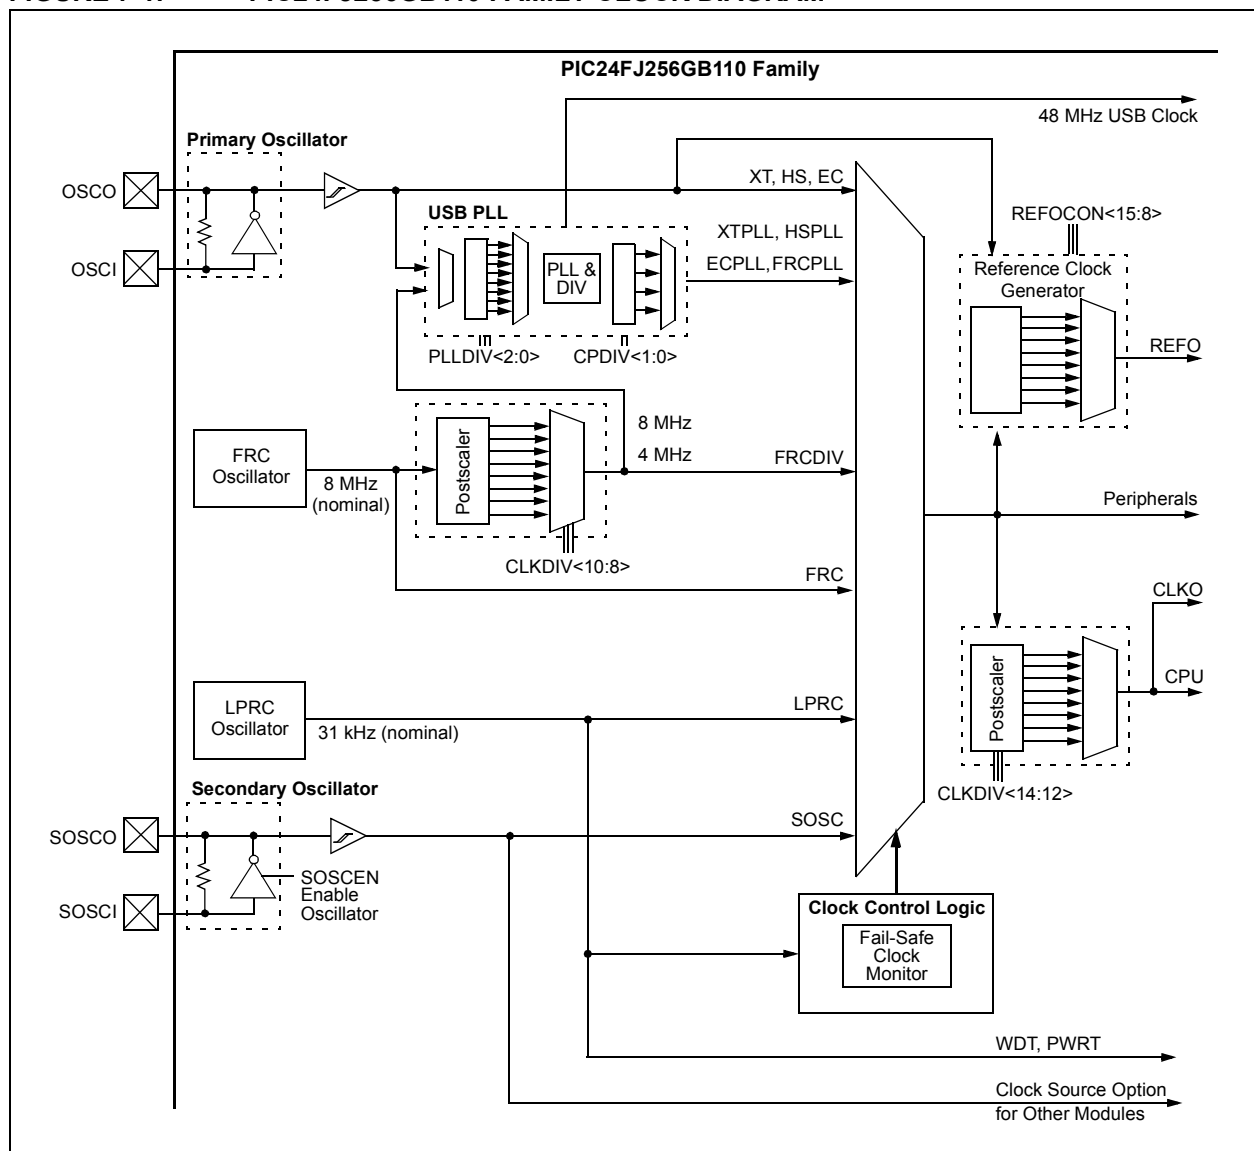 PIC24FJ256GB110 Family
48 MHz USB Clock
Primary Oscillator
OSCO
OSCI
XT, HS, EC
USB PLL
XTPLL, HSPLL
ECPLL,FRCPLL
PLL &
DIV
PLLDIV<2:0>
CPDIV<1:0>
REFOCON<15:8>
Reference Clock
Generator
REFO
8 MHz
4 MHz
FRC
Oscillator
8 MHz
(nominal)
Postscaler
CLKDIV<10:8>
FRCDIV
Peripherals
FRC
CLKO
CPU
Postscaler
CLKDIV<14:12>
LPRC
Oscillator
31 kHz (nominal)
LPRC
Secondary Oscillator
SOSCO
SOSCI
SOSCEN
Enable
Oscillator
SOSC
Clock Control Logic
Fail-Safe
Clock
Monitor
WDT, PWRT
Clock Source Option
for Other Modules